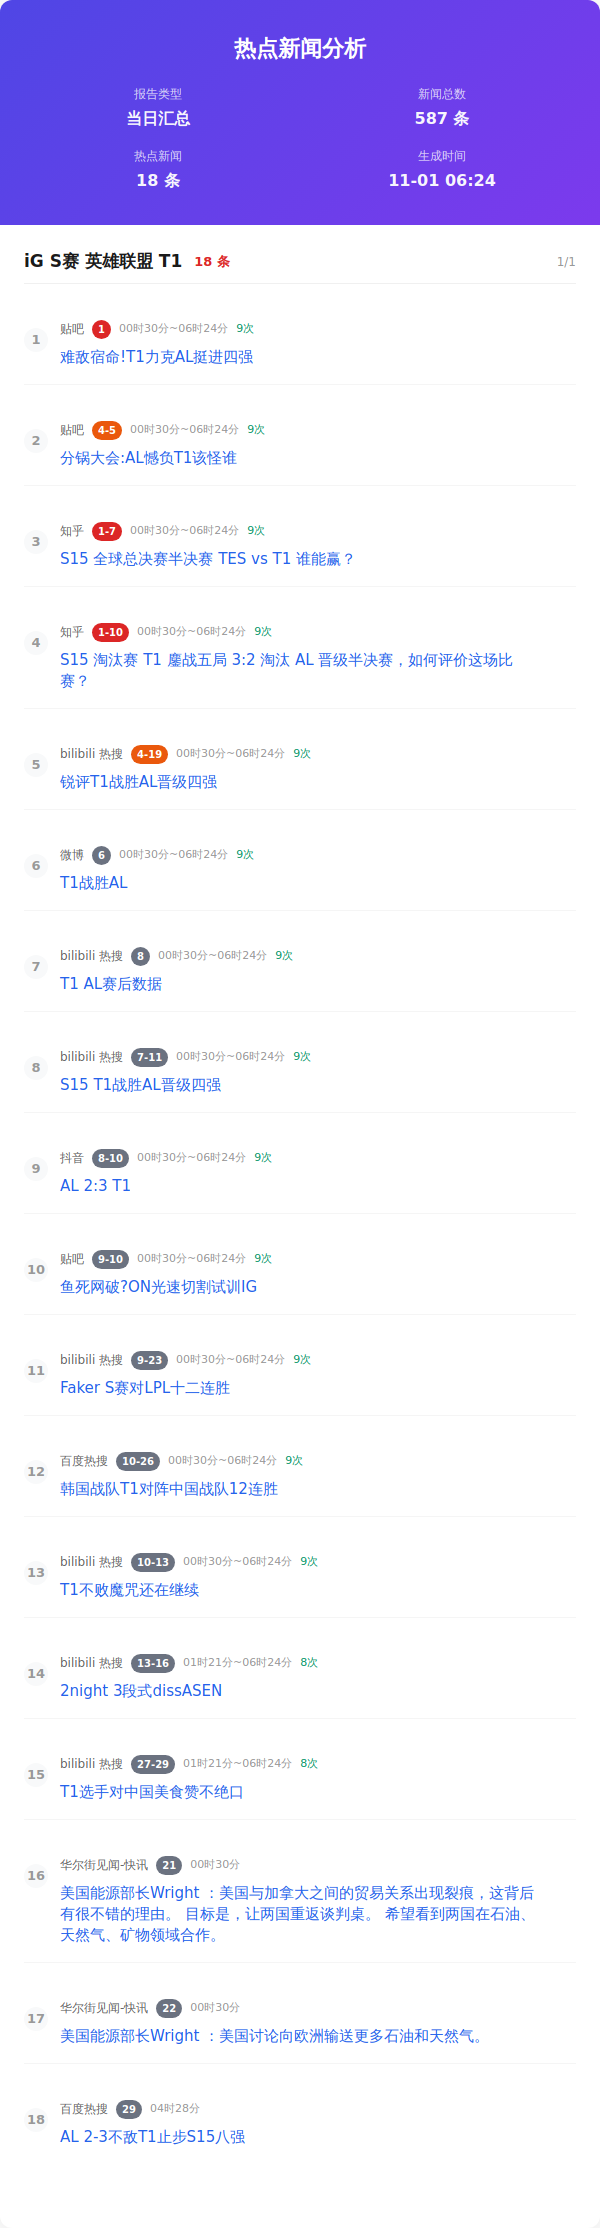 热点新闻分析
报告类型
当日汇总
新闻总数
587 条
热点新闻
18 条
生成时间
11-01 06:24
iG S赛 英雄联盟 T1 18 条 1/1
1
贴吧 1 00时30分~06时24分 9次
难敌宿命!T1力克AL挺进四强
2
贴吧 4-5 00时30分~06时24分 9次
分锅大会:AL憾负T1该怪谁
3
知乎 1-7 00时30分~06时24分 9次
S15 全球总决赛半决赛 TES vs T1 谁能赢？
4
知乎 1-10 00时30分~06时24分 9次
S15 淘汰赛 T1 鏖战五局 3:2 淘汰 AL 晋级半决赛，如何评价这场比
赛？
5
bilibili 热搜 4-19 00时30分~06时24分 9次
锐评T1战胜AL晋级四强
6
微博 6 00时30分~06时24分 9次
T1战胜AL
7
bilibili 热搜 8 00时30分~06时24分 9次
T1 AL赛后数据
8
bilibili 热搜 7-11 00时30分~06时24分 9次
S15 T1战胜AL晋级四强
9
抖音 8-10 00时30分~06时24分 9次
AL 2:3 T1
10
贴吧 9-10 00时30分~06时24分 9次
鱼死网破?ON光速切割试训IG
11
bilibili 热搜 9-23 00时30分~06时24分 9次
Faker S赛对LPL十二连胜
12
百度热搜 10-26 00时30分~06时24分 9次
韩国战队T1对阵中国战队12连胜
13
bilibili 热搜 10-13 00时30分~06时24分 9次
T1不败魔咒还在继续
14
bilibili 热搜 13-16 01时21分~06时24分 8次
2night 3段式dissASEN
15
bilibili 热搜 27-29 01时21分~06时24分 8次
T1选手对中国美食赞不绝口
16
华尔街见闻-快讯 21 00时30分
美国能源部长Wright ：美国与加拿大之间的贸易关系出现裂痕，这背后
有很不错的理由。 目标是，让两国重返谈判桌。 希望看到两国在石油、
天然气、矿物领域合作。
17
华尔街见闻-快讯 22 00时30分
美国能源部长Wright ：美国讨论向欧洲输送更多石油和天然气。
18
百度热搜 29 04时28分
AL 2-3不敌T1止步S15八强